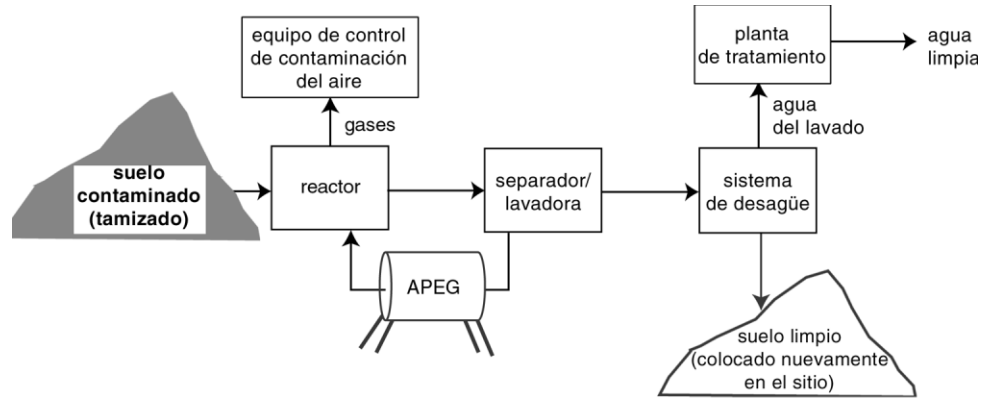 equipo de control
de contaminación
del aire
gases
suelo
contaminado
(tamizado)
reactor
APEG
separador/
lavadora
planta
de tratamiento
agua
limpia
agua
del lavado
sistema
de desagüe
suelo limpio
(colocado nuevamente
en el sitio)